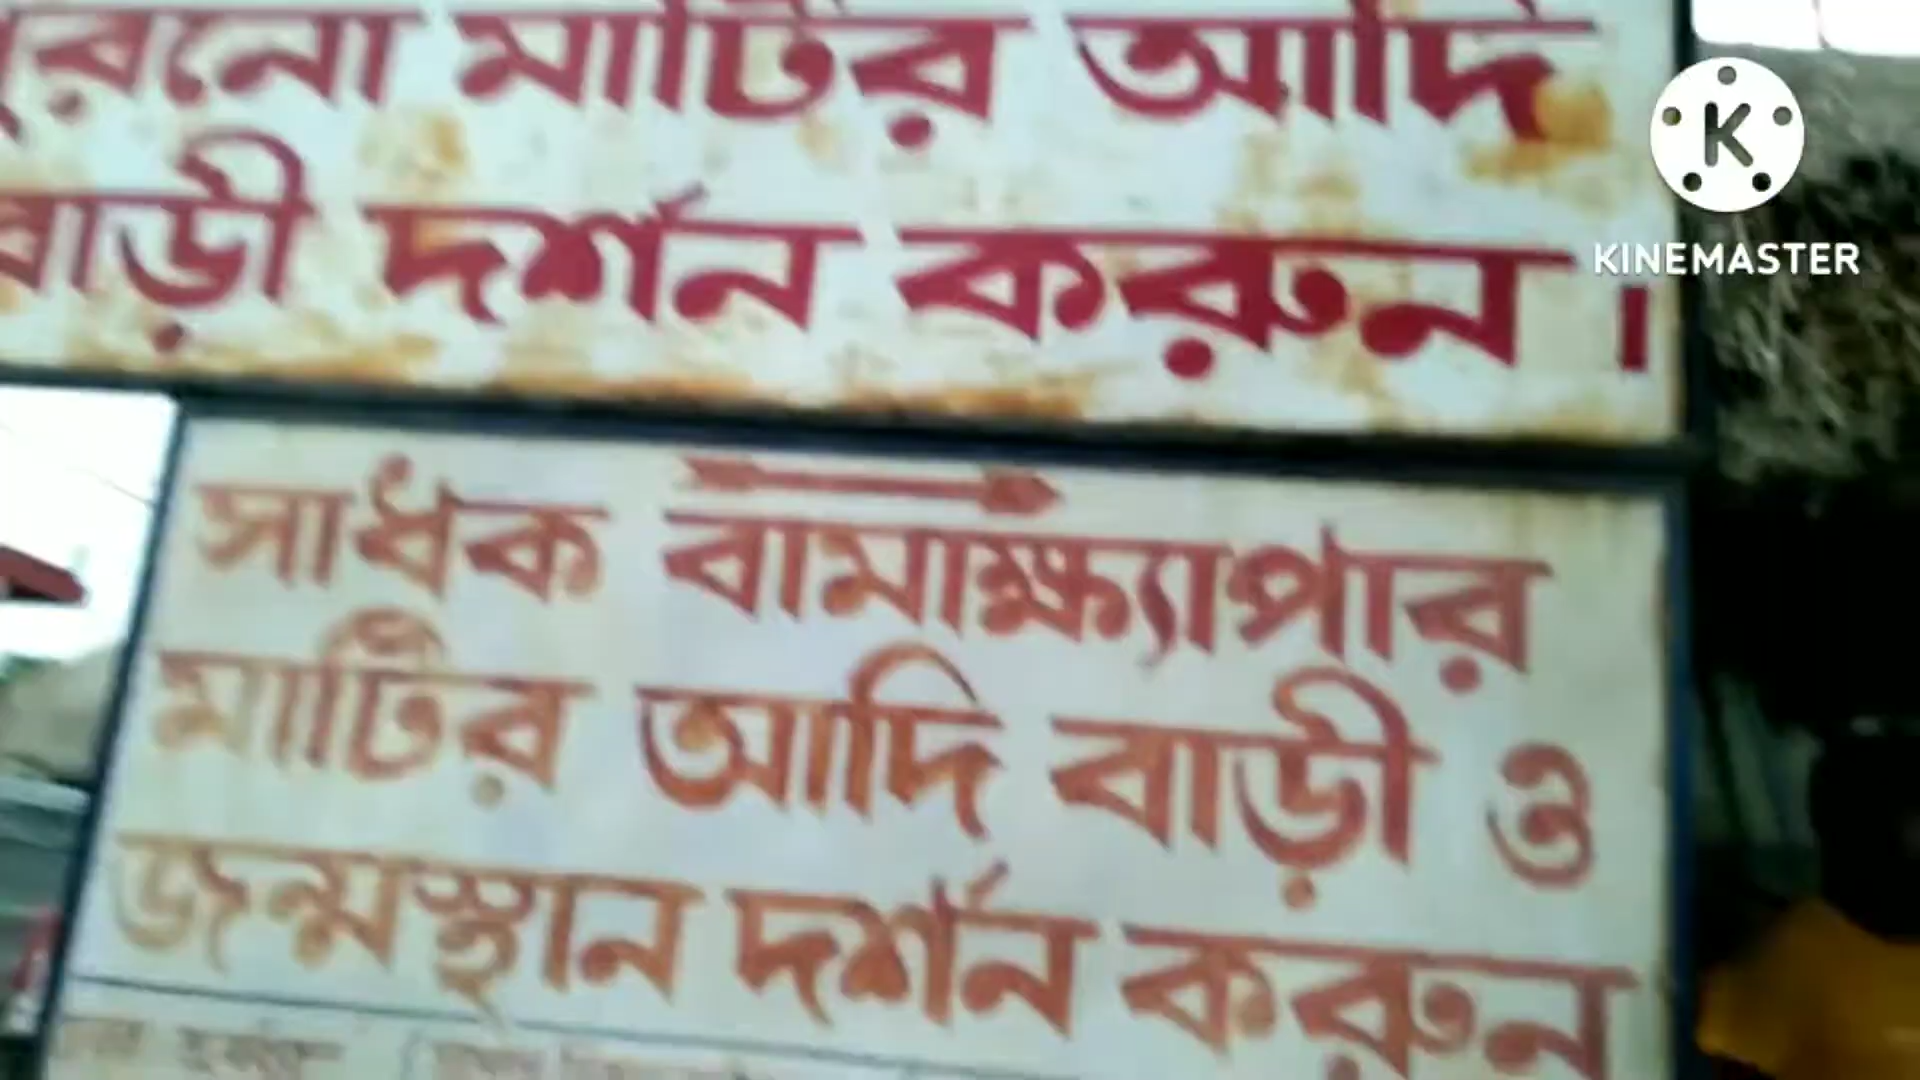 পুরনো মাটির আদি
বাড়ী দর্শন করুন।
সাধক বামাক্ষ্যাপার
মাটির আদি বাড়ী ও
জন্মস্থান দর্শন করুন
K
KINEMASTER